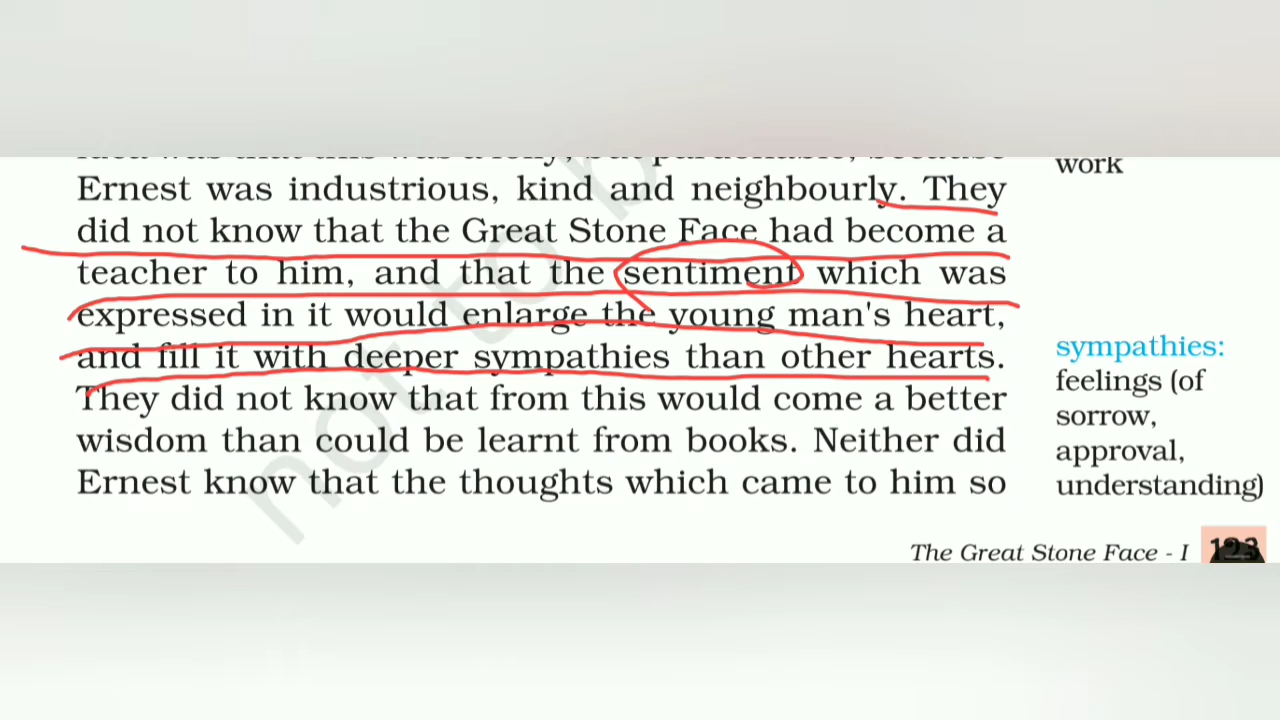 Ernest was industrious, kind and neighbourly. They
did not know that the Great Stone Face had become a
teacher to him, and that the sentiment which was
expressed in it would enlarge the young man's heart,
and fill it with deeper sympathies than other hearts.
They did not know that from this would come a better
wisdom than could be learnt from books. Neither did
Ernest know that the thoughts which came to him so
work
sympathies:
feelings (of
sorrow,
approval,
understanding)
The Great Stone Face - I 123
not to b